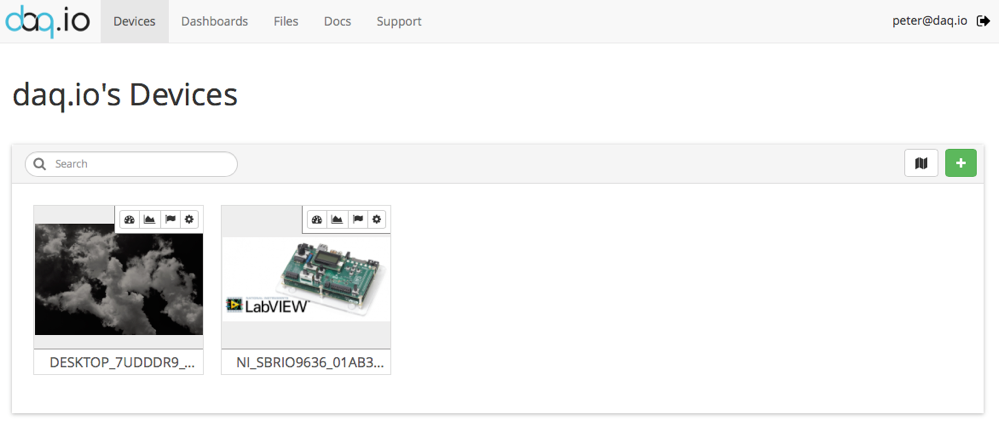 daq.io Devices Dashboards Files Docs Support peter@daq.io
daq.io's Devices
Search
LabVIEW
DESKTOP_7UDDDR9_...
NI_SBRIO9636_01AB3...